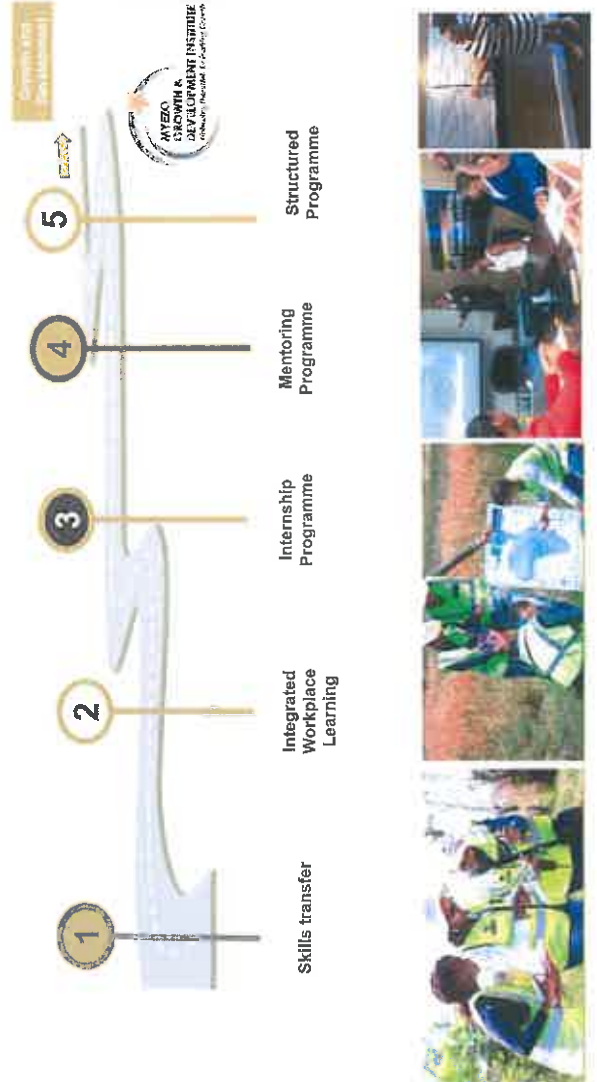 1
Skills transfer
2
Integrated
Workplace
Learning
3
Internship
Programme
4
Mentoring
Programme
5
Structured
Programme
MYEZO
GROWTH &
DEVELOPMENT INSTITUTE